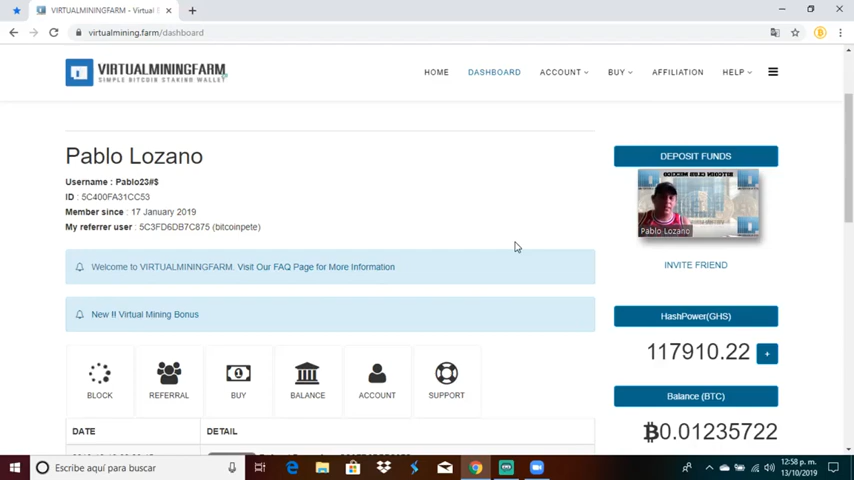 VIRTUALMININGFARM - Virtual B
virtualmining.farm/dashboard
VIRTUALMININGFARM
SIMPLE BITCOIN STAKING WALLET
HOME
DASHBOARD
ACCOUNT
BUY
AFFILIATION
HELP
Pablo Lozano
Username : Pablo23#$
ID : 5C400FA31CC53
Member since : 17 January 2019
My referrer user : 5C3FD6DB7C875 (bitcoinpete)
Welcome to VIRTUALMININGFARM. Visit Our FAQ Page for More Information
New !! Virtual Mining Bonus
BLOCK
REFERRAL
BUY
BALANCE
ACCOUNT
SUPPORT
DATE
DETAIL
DEPOSIT FUNDS
BITCOIN CLUB MEXICO
Pablo Lozano
INVITE FRIEND
HashPower(GHS)
117910.22
+
Balance (BTC)
฿0.01235722
Escribe aquí para buscar
12:58 p. m.
13/10/2019